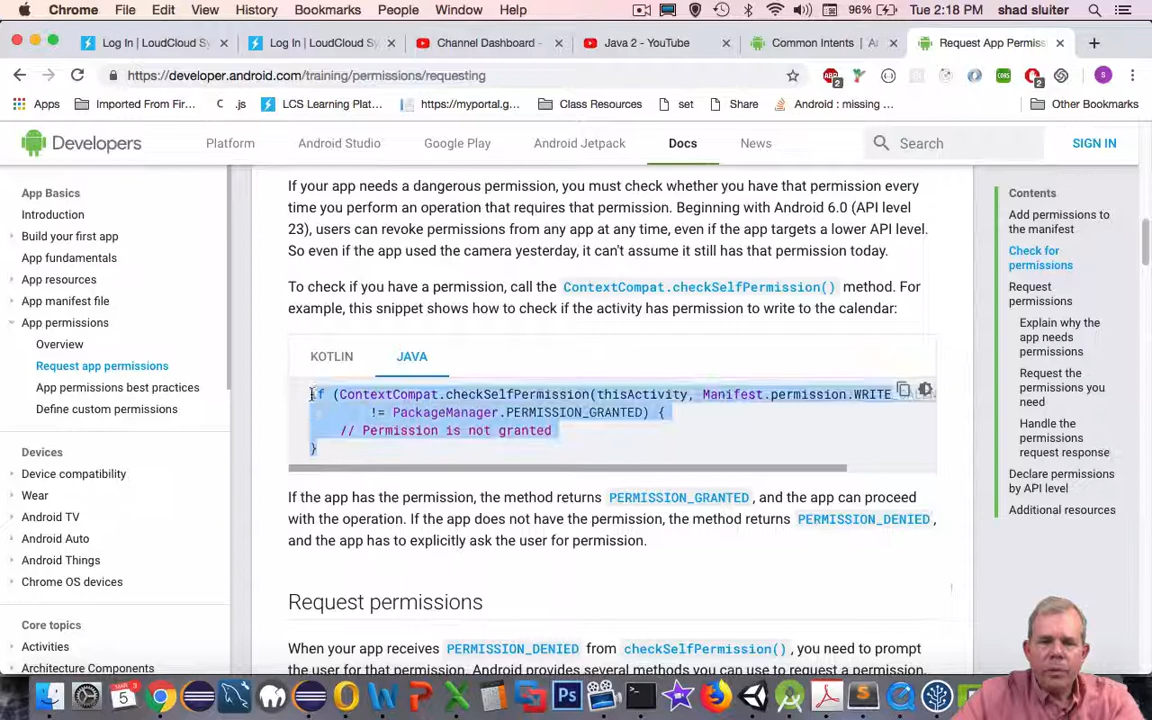 Chrome File Edit View History Bookmarks People Window Help 96% Tue 2:18 PM shad sluiter
Log In | LoudCloud Sy Log In | LoudCloud Sy Channel Dashboard - Java 2 - YouTube Common Intents | A Request App Permiss
https://developer.android.com/training/permissions/requesting
Apps Imported From Fir... .js LCS Learning Plat... https://myportal.g... Class Resources set Share Android : missing ... Other Bookmarks
Developers Platform Android Studio Google Play Android Jetpack Docs News Search SIGN IN
App Basics
Introduction
Build your first app
App fundamentals
App resources
App manifest file
App permissions
Overview
Request app permissions
App permissions best practices
Define custom permissions
Devices
Device compatibility
Wear
Android TV
Android Auto
Android Things
Chrome OS devices
Core topics
Activities
Architecture Components
If your app needs a dangerous permission, you must check whether you have that permission every
time you perform an operation that requires that permission. Beginning with Android 6.0 (API level
23), users can revoke permissions from any app at any time, even if the app targets a lower API level.
So even if the app used the camera yesterday, it can't assume it still has that permission today.
To check if you have a permission, call the ContextCompat.checkSelfPermission() method. For
example, this snippet shows how to check if the activity has permission to write to the calendar:
KOTLIN JAVA
if (ContextCompat.checkSelfPermission(thisActivity, Manifest.permission.WRITE
!= PackageManager.PERMISSION_GRANTED) {
// Permission is not granted
}
If the app has the permission, the method returns PERMISSION_GRANTED, and the app can proceed
with the operation. If the app does not have the permission, the method returns PERMISSION_DENIED,
and the app has to explicitly ask the user for permission.
Request permissions
When your app receives PERMISSION_DENIED from checkSelfPermission(), you need to prompt
the user for that permission. Android provides several methods you can use to request a permission,
Contents
Add permissions to
the manifest
Check for
permissions
Request
permissions
Explain why the
app needs
permissions
Request the
permissions you
need
Handle the
permissions
request response
Declare permissions
by API level
Additional resources